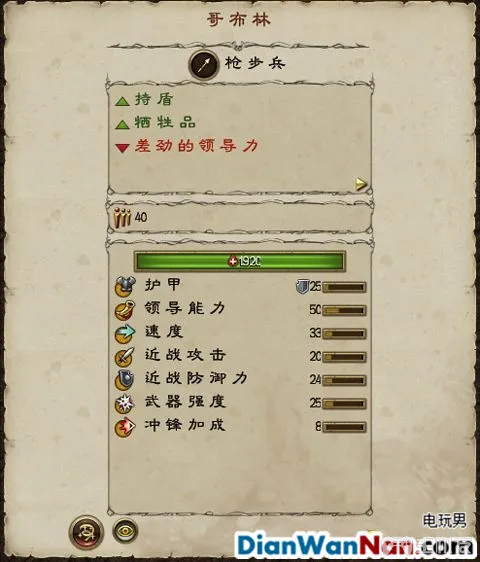 哥布林
枪步兵
持盾
牺牲品
差劲的领导力
40
1920
护甲 25
领导能力 50
速度 33
近战攻击 20
近战防御力 24
武器强度 25
冲锋加成 8
电玩男
DianWanNan.com